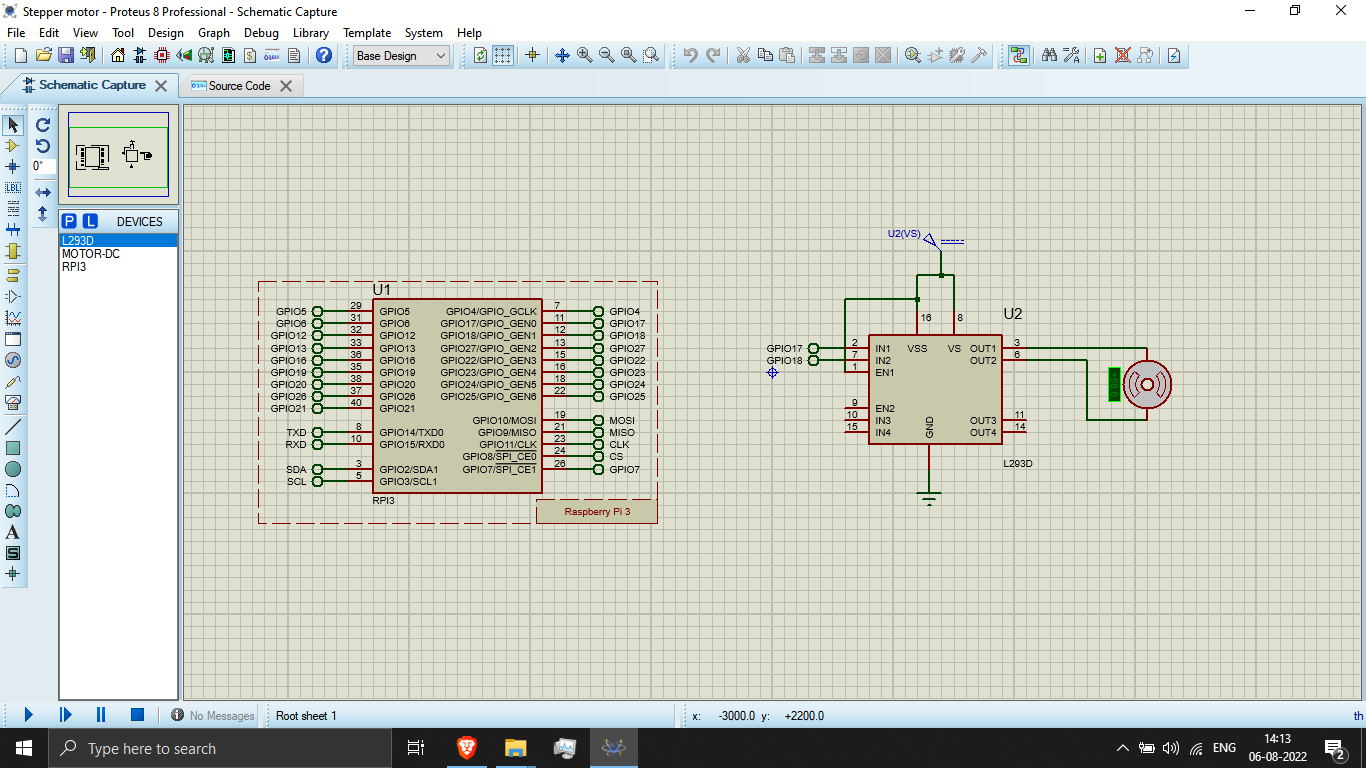 Stepper motor - Proteus 8 Professional - Schematic Capture
File Edit View Tool Design Graph Debug Library Template System Help
Base Design
Schematic Capture
Source Code
0°
LBL
P L DEVICES
L293D
MOTOR-DC
RPI3
U1
GPIO5 29 GPIO5 GPIO4/GPIO_GCLK 7 GPIO4
GPIO6 31 GPIO6 GPIO17/GPIO_GEN0 11 GPIO17
GPIO12 32 GPIO12 GPIO18/GPIO_GEN1 12 GPIO18
GPIO13 33 GPIO13 GPIO27/GPIO_GEN2 13 GPIO27
GPIO16 36 GPIO16 GPIO22/GPIO_GEN3 15 GPIO22
GPIO19 35 GPIO19 GPIO23/GPIO_GEN4 16 GPIO23
GPIO20 38 GPIO20 GPIO24/GPIO_GEN5 18 GPIO24
GPIO26 37 GPIO26 GPIO25/GPIO_GEN6 22 GPIO25
GPIO21 40 GPIO21
GPIO10/MOSI 19 MOSI
TXD 8 GPIO14/TXD0 GPIO9/MISO 21 MISO
RXD 10 GPIO15/RXD0 GPIO11/CLK 23 CLK
GPIO8/SPI_CE0 24 CS
SDA 3 GPIO2/SDA1 GPIO7/SPI_CE1 26 GPIO7
SCL 5 GPIO3/SCL1
RPI3
Raspberry Pi 3
U2(VS)
U2
16 8
GPIO17 2 IN1 VSS VS OUT1 3
GPIO18 7 IN2 OUT2 6
1 EN1
9 EN2
10 IN3 OUT3 11
15 IN4 OUT4 14
GND
L293D
No Messages
Root sheet 1
x: -3000.0 y: +2200.0 th
Type here to search
ENG
14:13
06-08-2022
2